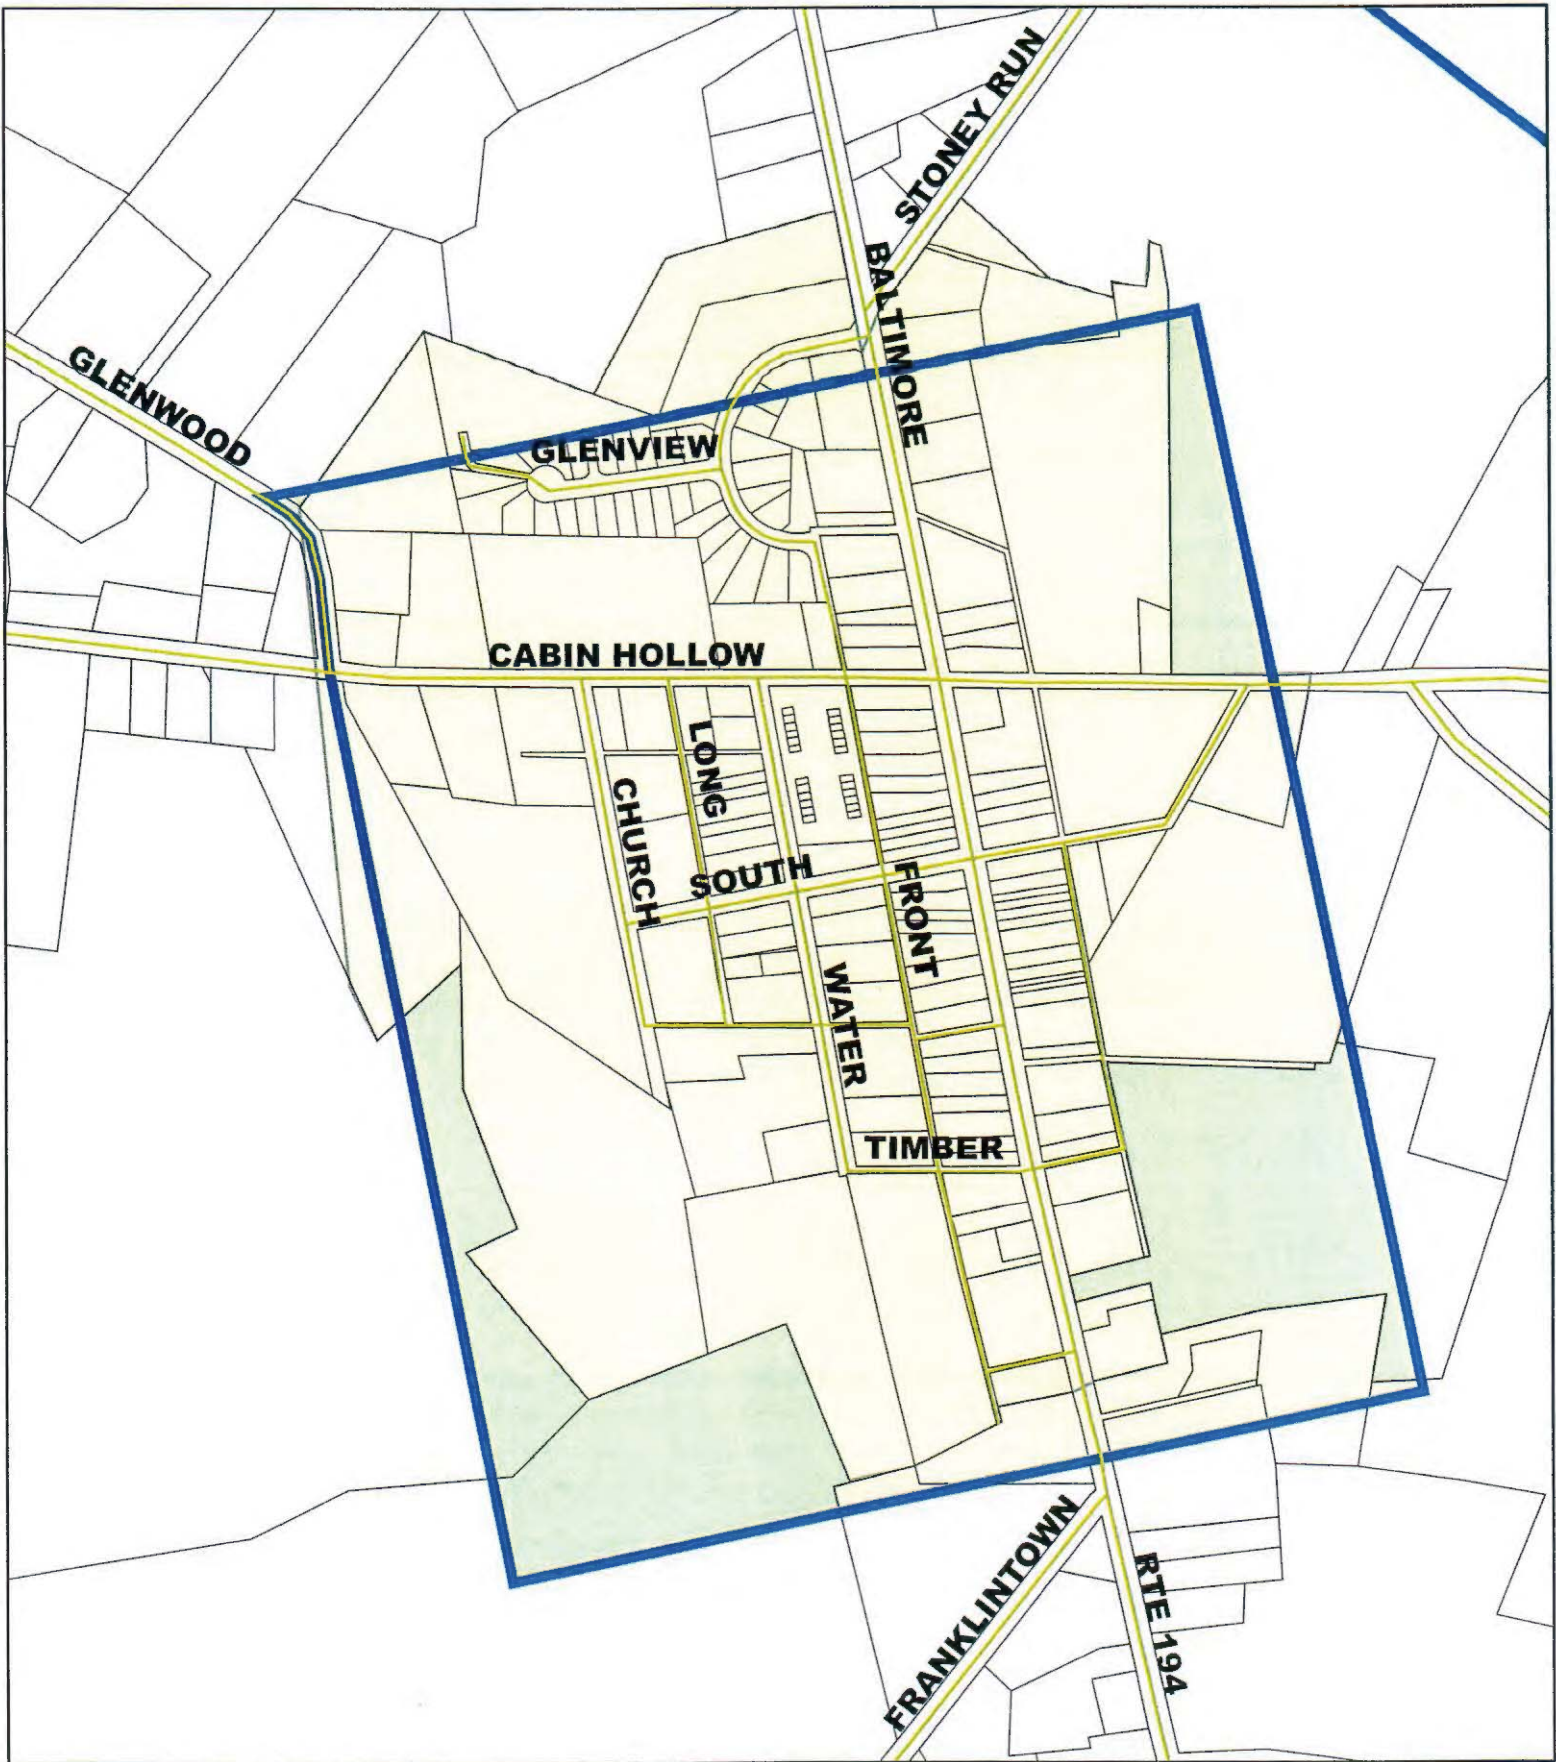 STONEY RUN
BALTIMORE
GLENWOOD
GLENVIEW
CABIN HOLLOW
LONG
CHURCH
SOUTH
FRONT
WATER
TIMBER
FRANKLINTOWN
RTE 194